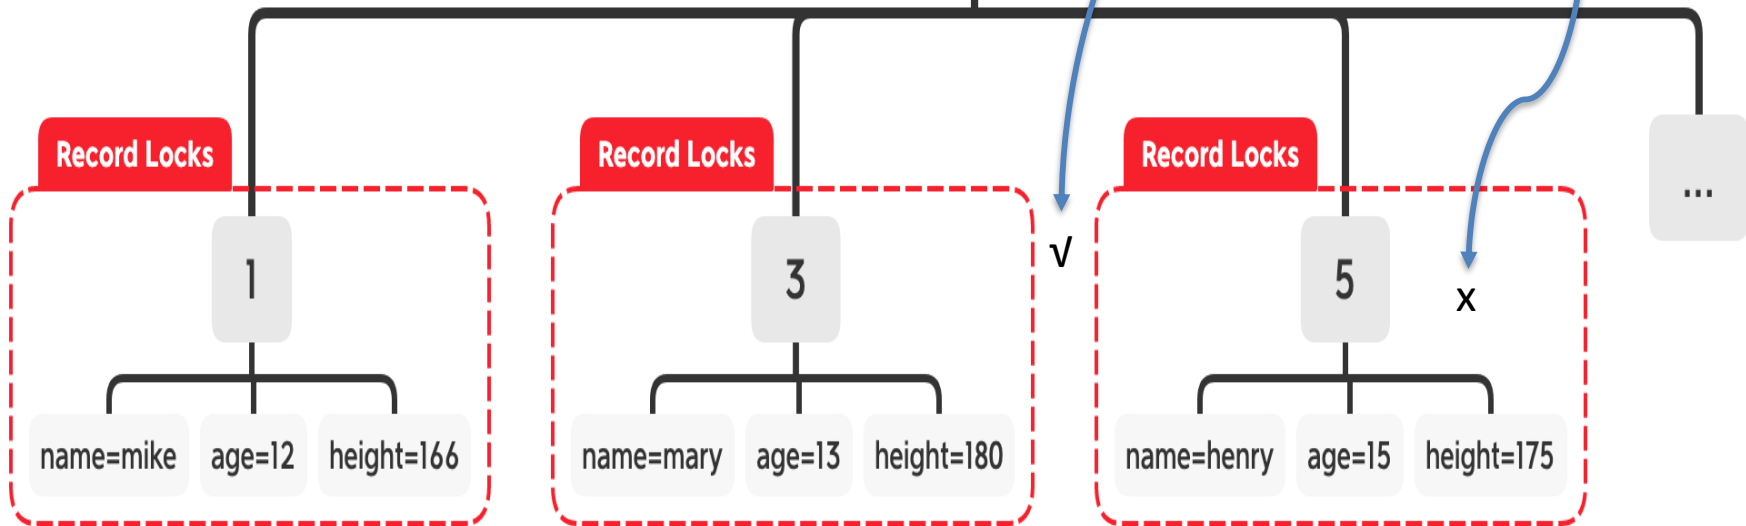 Record Locks
Record Locks
Record Locks
...
1
3
√
5
x
name=mike
age=12
height=166
name=mary
age=13
height=180
name=henry
age=15
height=175